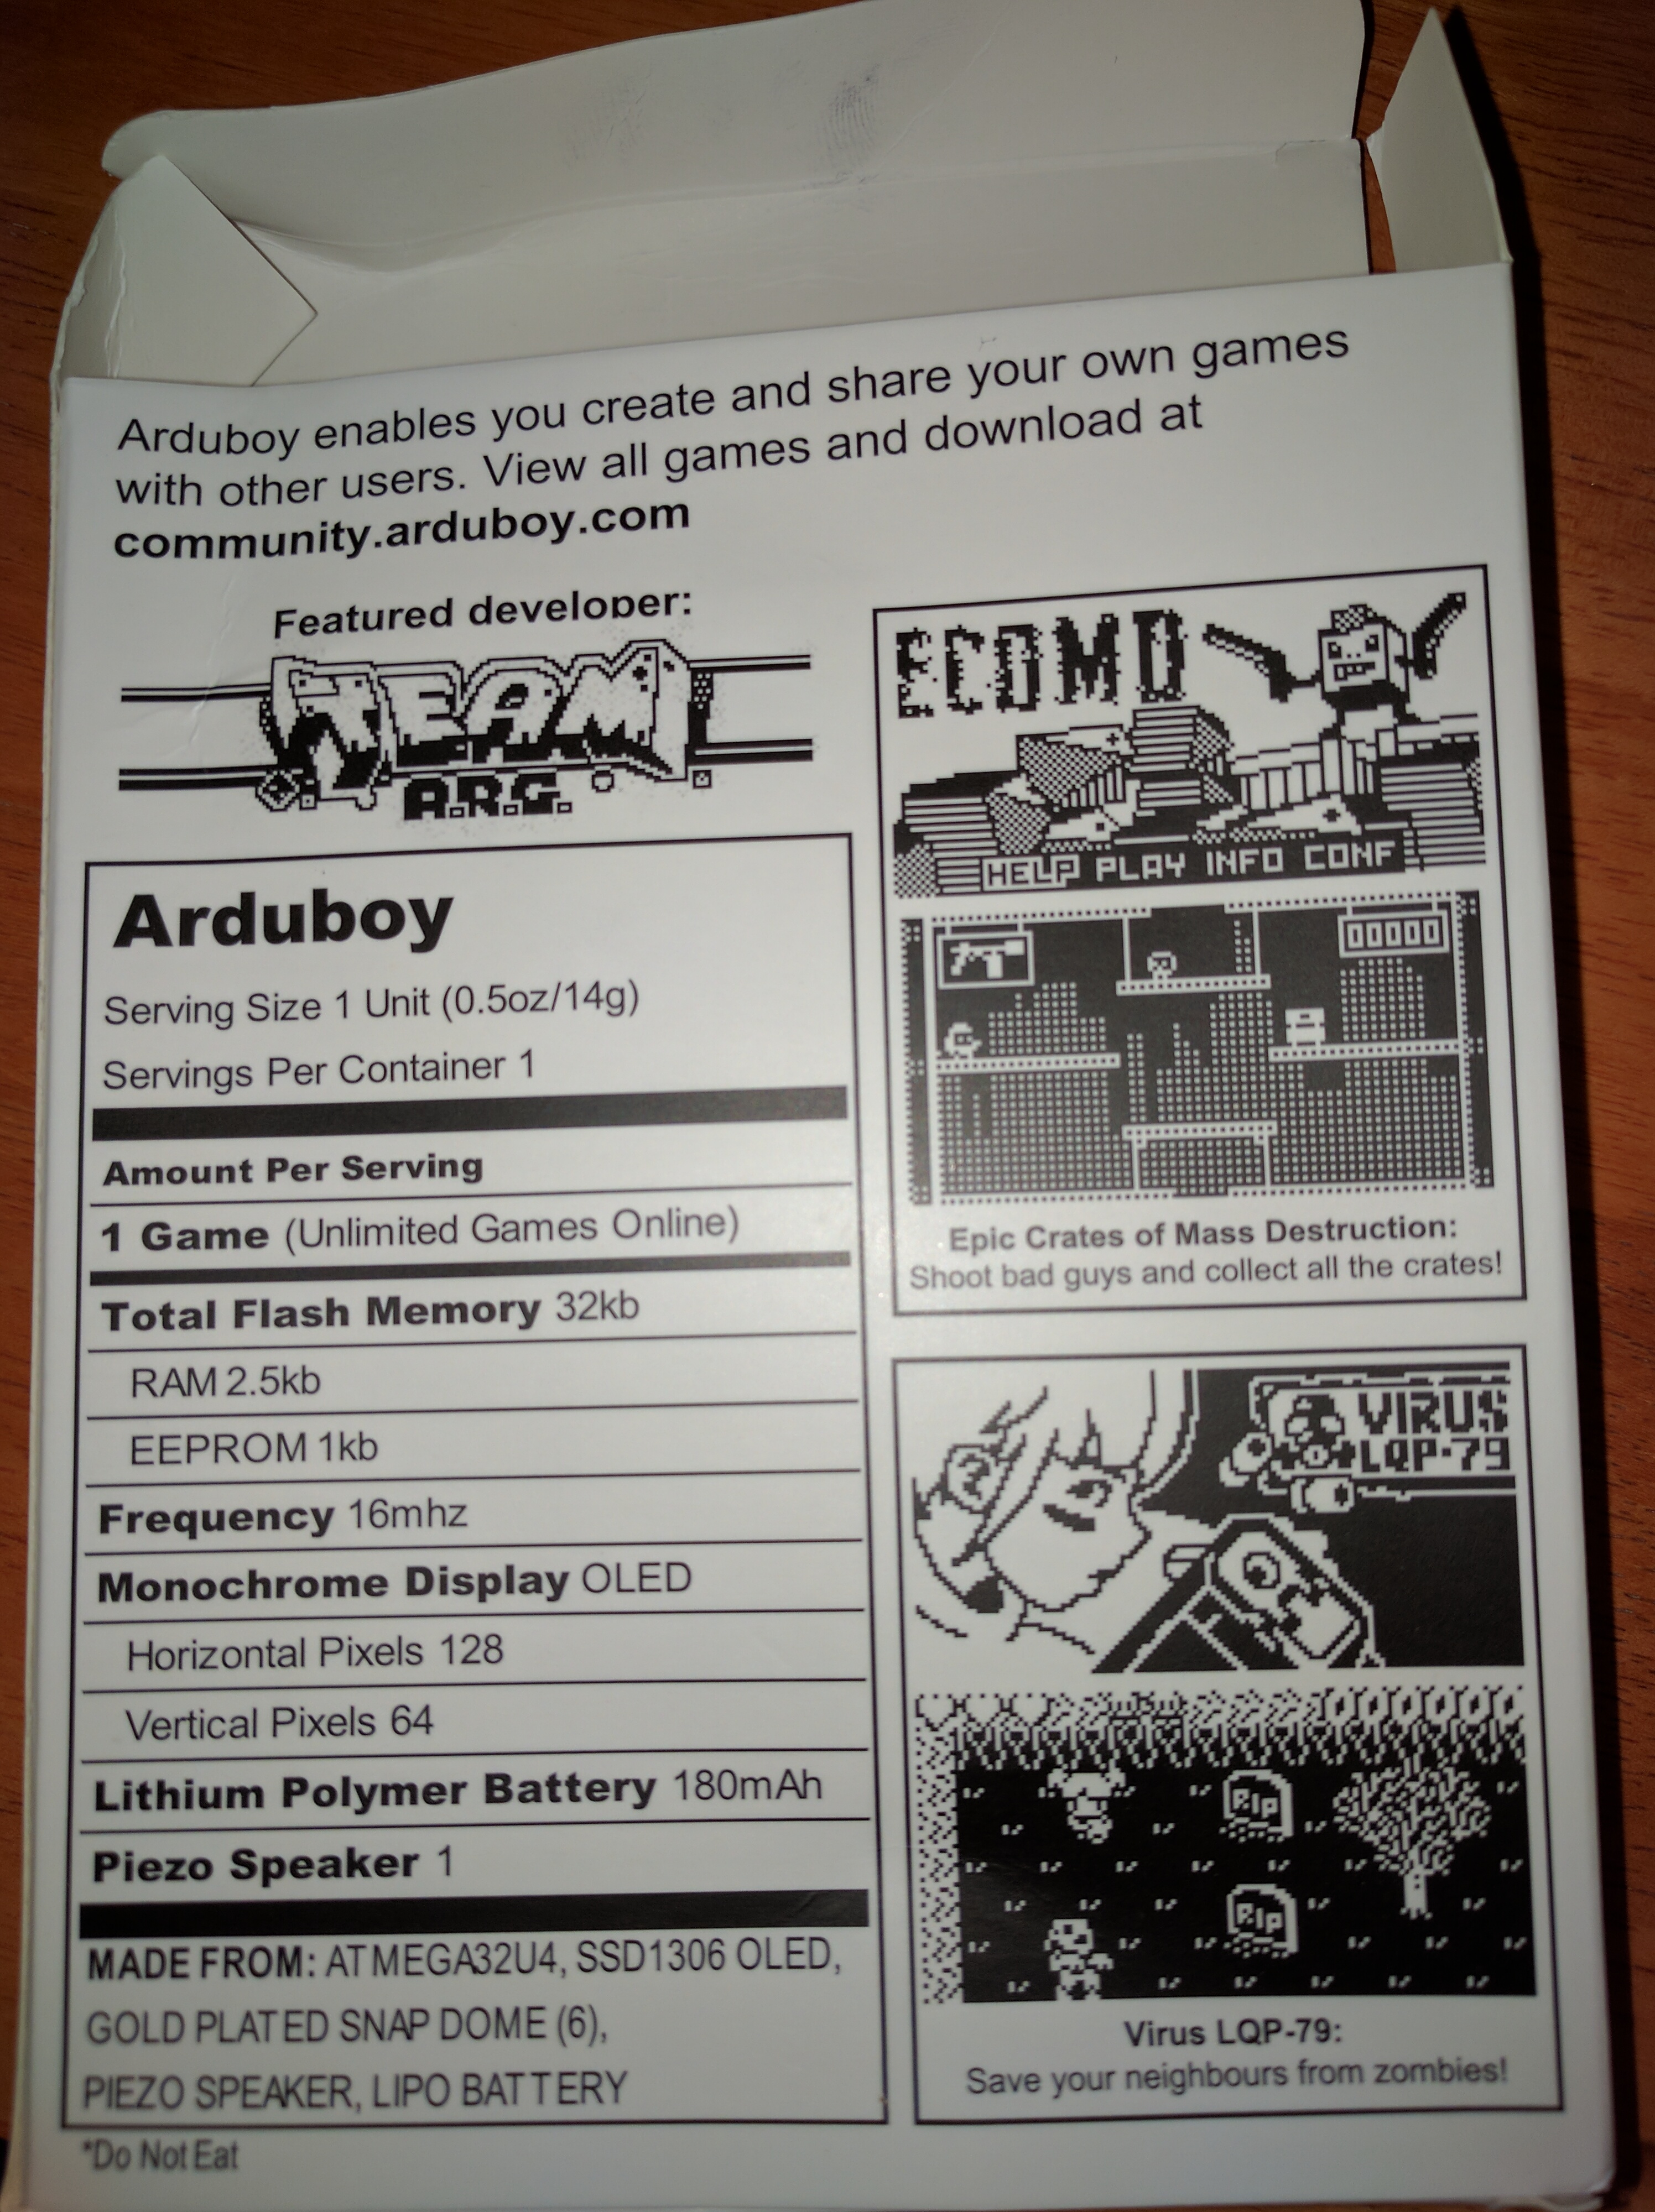 Arduboy enables you create and share your own games
with other users. View all games and download at
community.arduboy.com
Featured developer:
TEAM
A.R.G.
Arduboy
Serving Size 1 Unit (0.5oz/14g)
Servings Per Container 1
Amount Per Serving
1 Game (Unlimited Games Online)
Total Flash Memory 32kb
RAM 2.5kb
EEPROM 1kb
Frequency 16mhz
Monochrome Display OLED
Horizontal Pixels 128
Vertical Pixels 64
Lithium Polymer Battery 180mAh
Piezo Speaker 1
MADE FROM: ATMEGA32U4, SSD1306 OLED,
GOLD PLATED SNAP DOME (6),
PIEZO SPEAKER, LIPO BATTERY
*Do Not Eat
ECOMD
HELP PLAY INFO CONF
00000
Epic Crates of Mass Destruction:
Shoot bad guys and collect all the crates!
VIRUS
LQP-79
RIP
RIP
Virus LQP-79:
Save your neighbours from zombies!